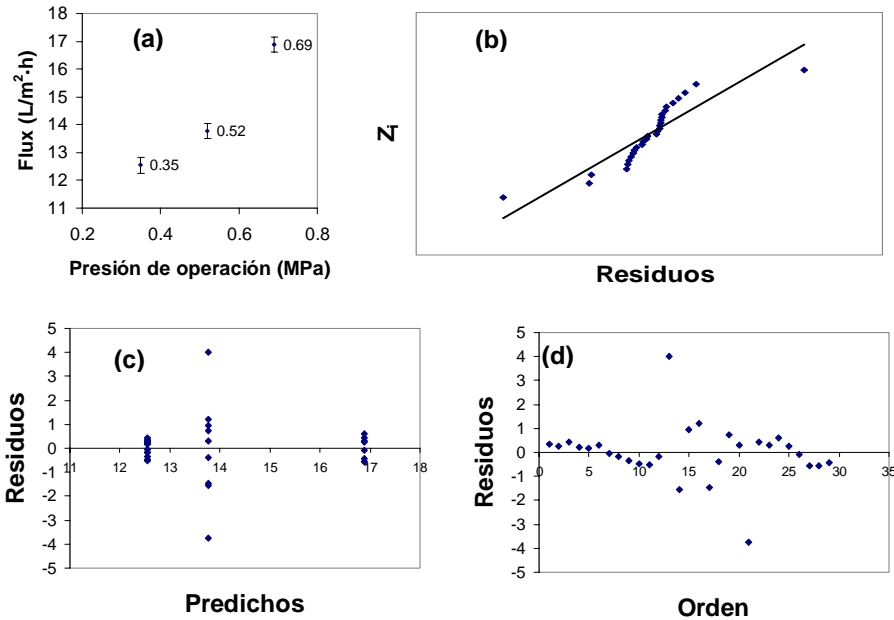 (a)
Flux (L/m²·h)
18
17
16
15
14
13
12
11
0.69
0.52
0.35
0.2 0.4 0.6 0.8
Presión de operación (MPa)
(b)
Zi
Residuos
(c)
Residuos
5
4
3
2
1
0
-1
-2
-3
-4
-5
11 12 13 14 15 16 17 18
Predichos
(d)
Residuos
5
4
3
2
1
0
-1
-2
-3
-4
-5
0 5 10 15 20 25 30 35
Orden